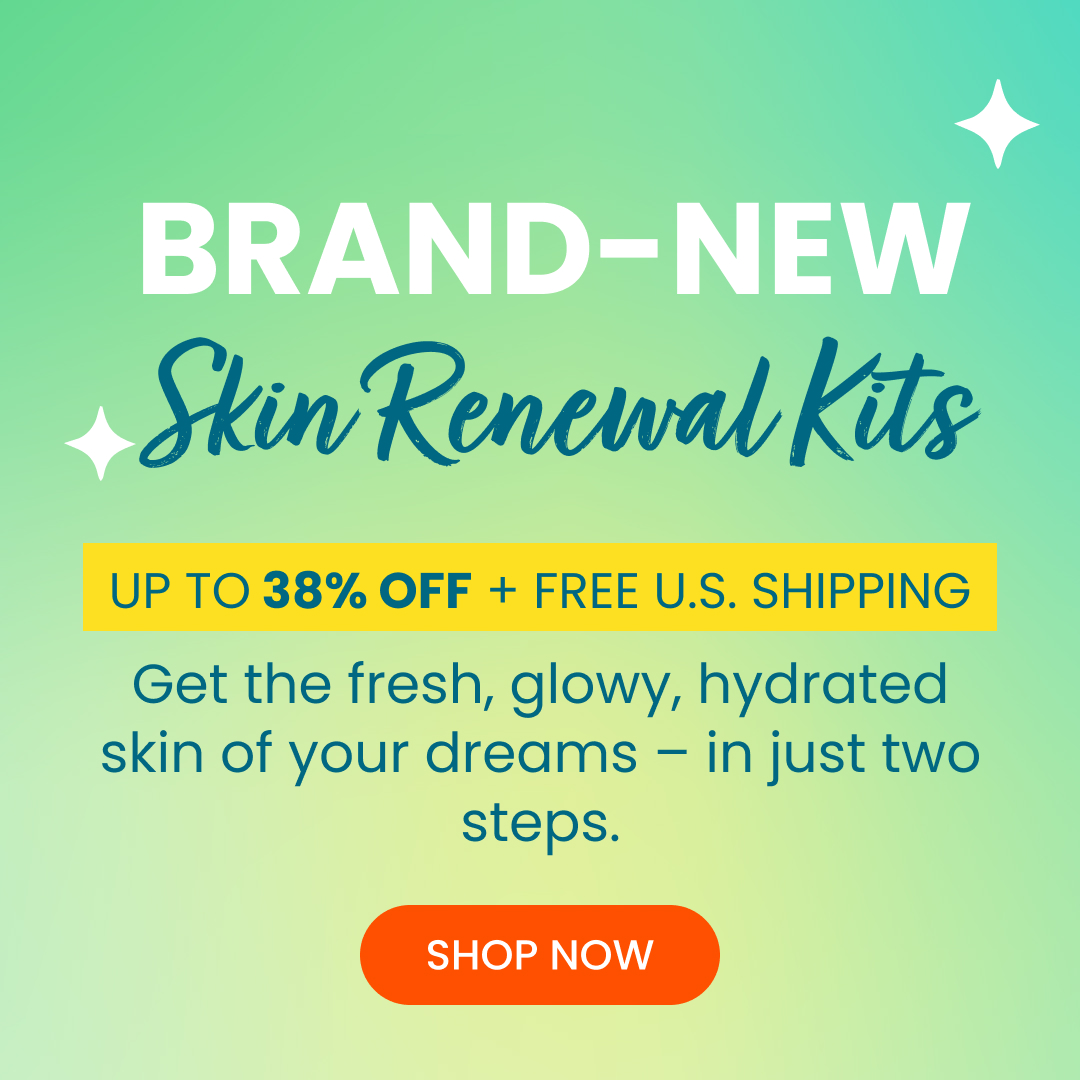 BRAND-NEW
Skin Renewal Kits
UP TO 38% OFF + FREE U.S. SHIPPING
Get the fresh, glowy, hydrated
skin of your dreams – in just two
steps.
SHOP NOW